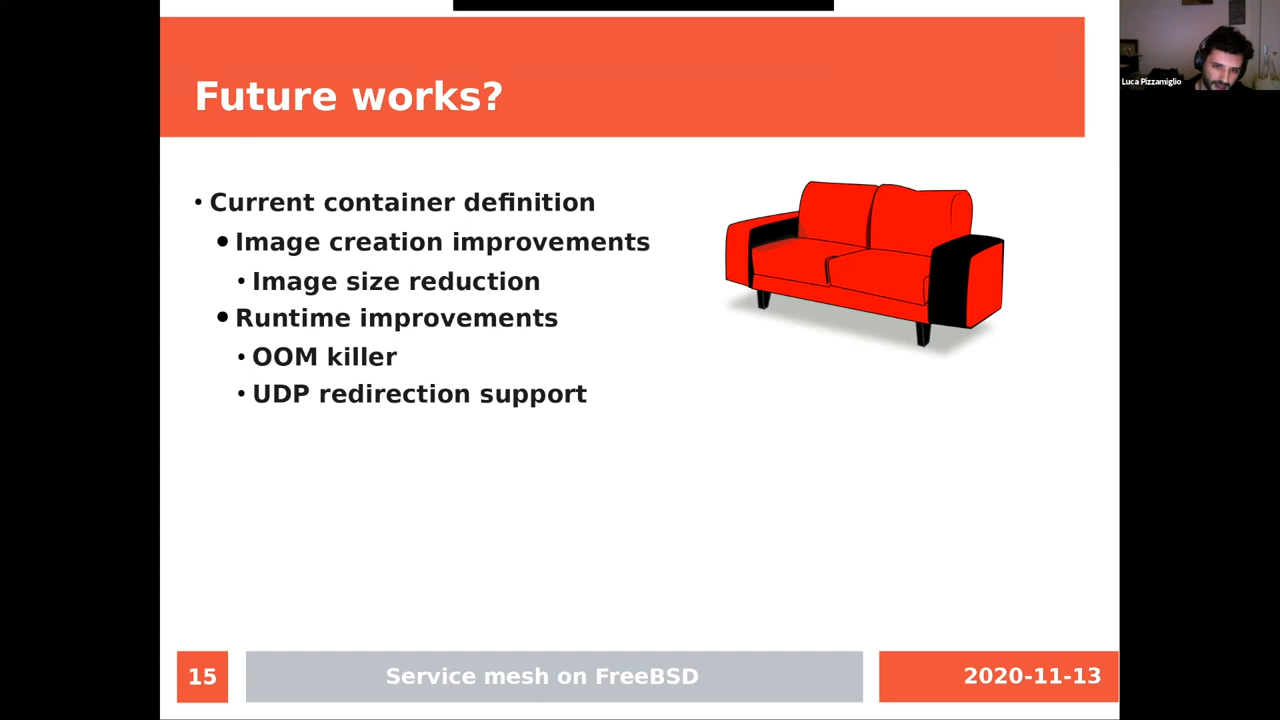 Future works?
Luca Pizzamiglio
• Current container definition
• Image creation improvements
• Image size reduction
• Runtime improvements
• OOM killer
• UDP redirection support
15
Service mesh on FreeBSD
2020-11-13